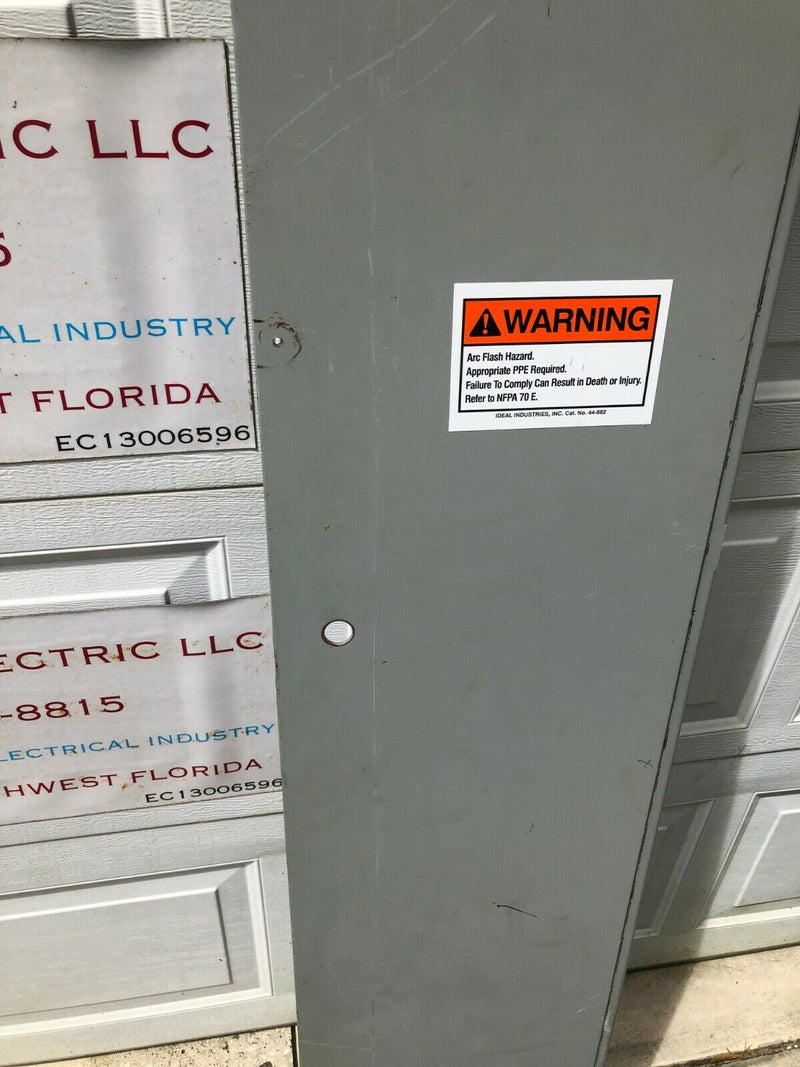 IC LLC
5
AL INDUSTRY
T FLORIDA
EC13006596
WARNING
Arc Flash Hazard.
Appropriate PPE Required.
Failure To Comply Can Result in Death or Injury.
Refer to NFPA 70 E.
IDEAL INDUSTRIES, INC. Cat. No. 44-892
ECTRIC LLC
-8815
LECTRICAL INDUSTRY
HWEST FLORIDA
EC13006596